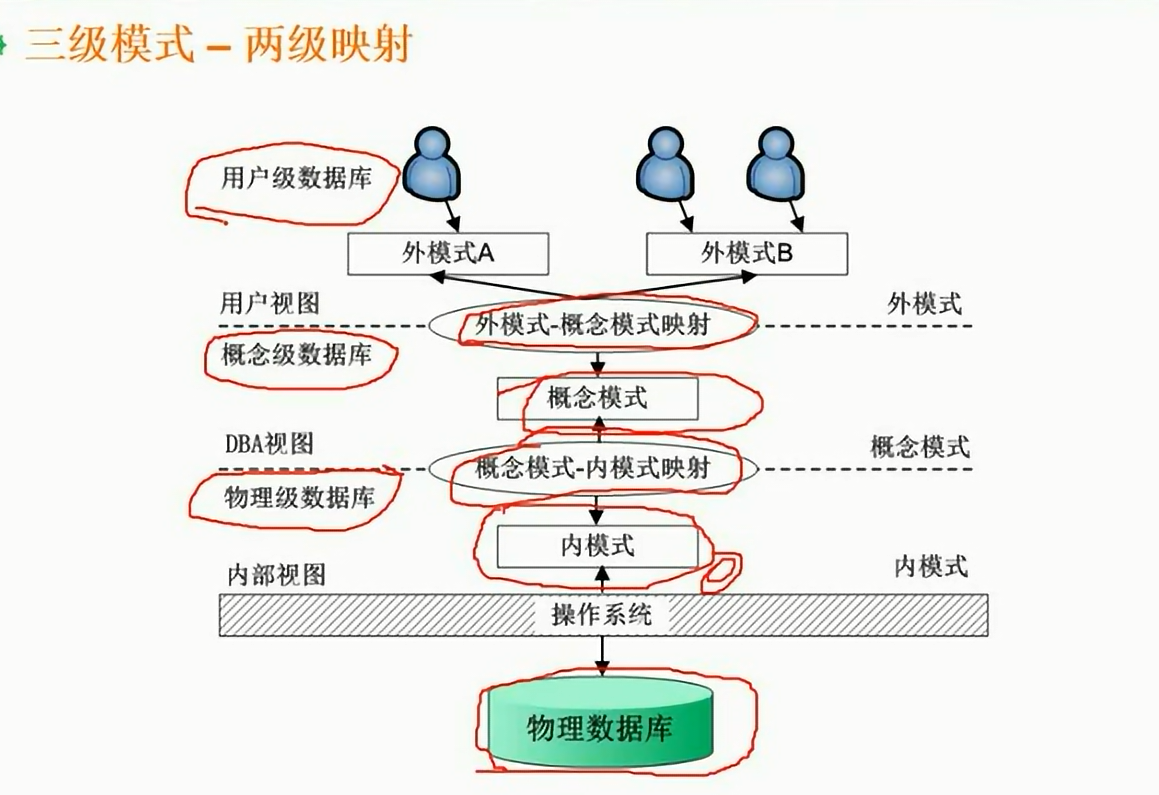 三级模式 – 两级映射
用户级数据库
外模式A
外模式B
用户视图
外模式-概念模式映射
外模式
概念级数据库
概念模式
DBA视图
概念模式-内模式映射
概念模式
物理级数据库
内模式
内部视图
内模式
操作系统
物理数据库